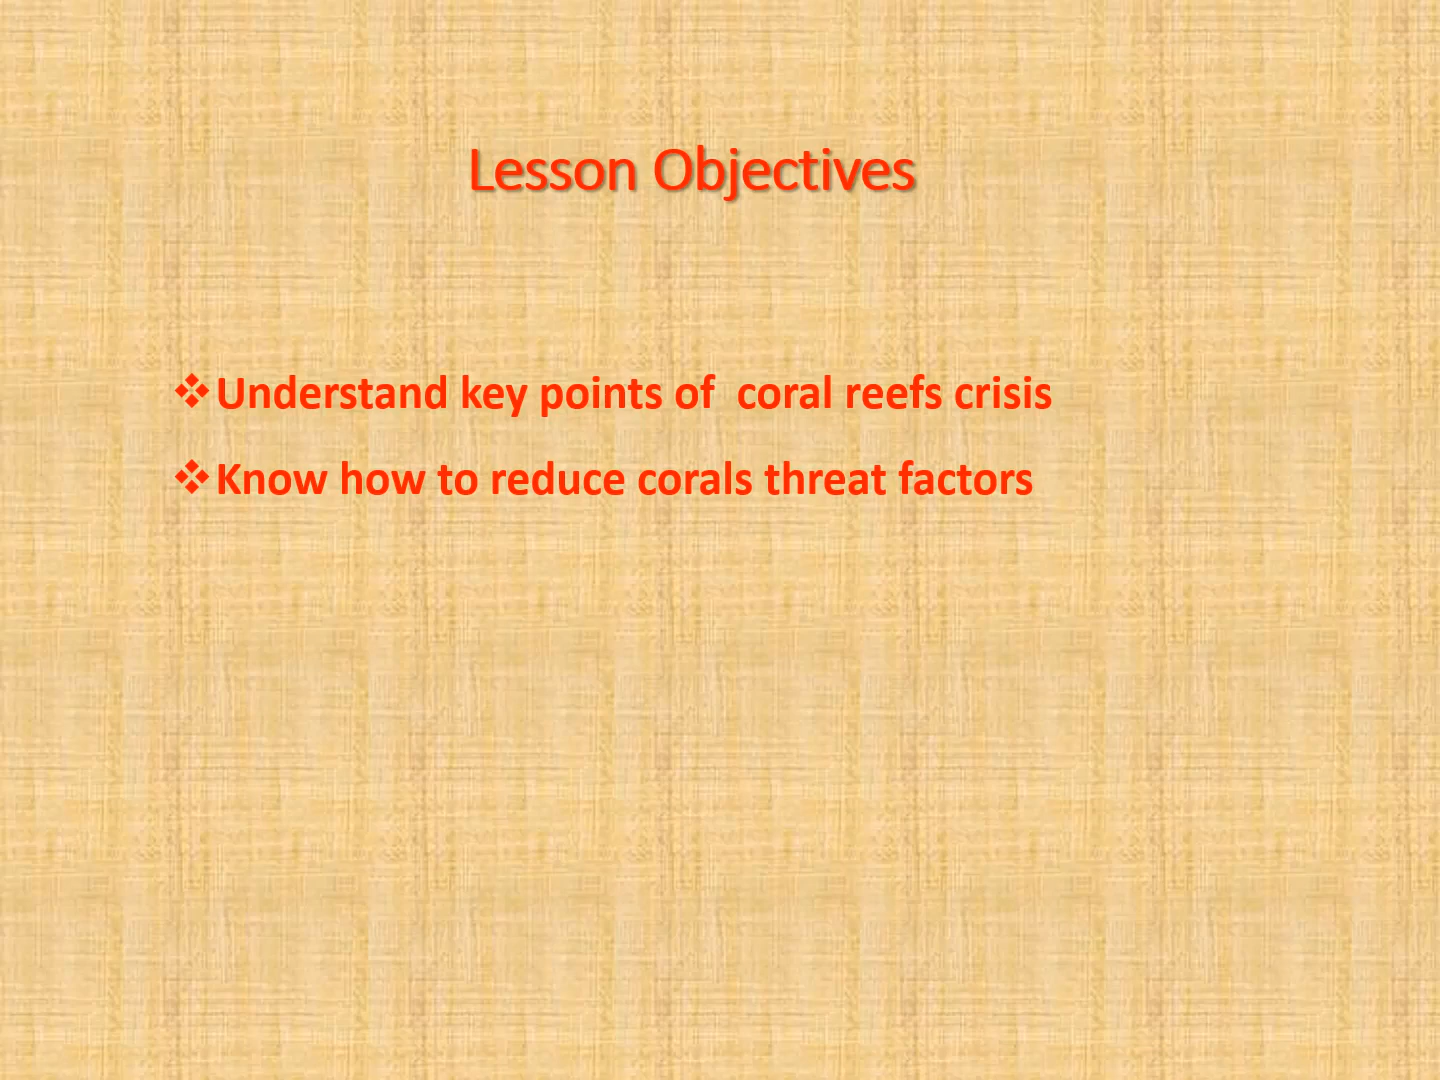 Lesson Objectives
❖Understand key points of  coral reefs crisis
❖Know how to reduce corals threat factors